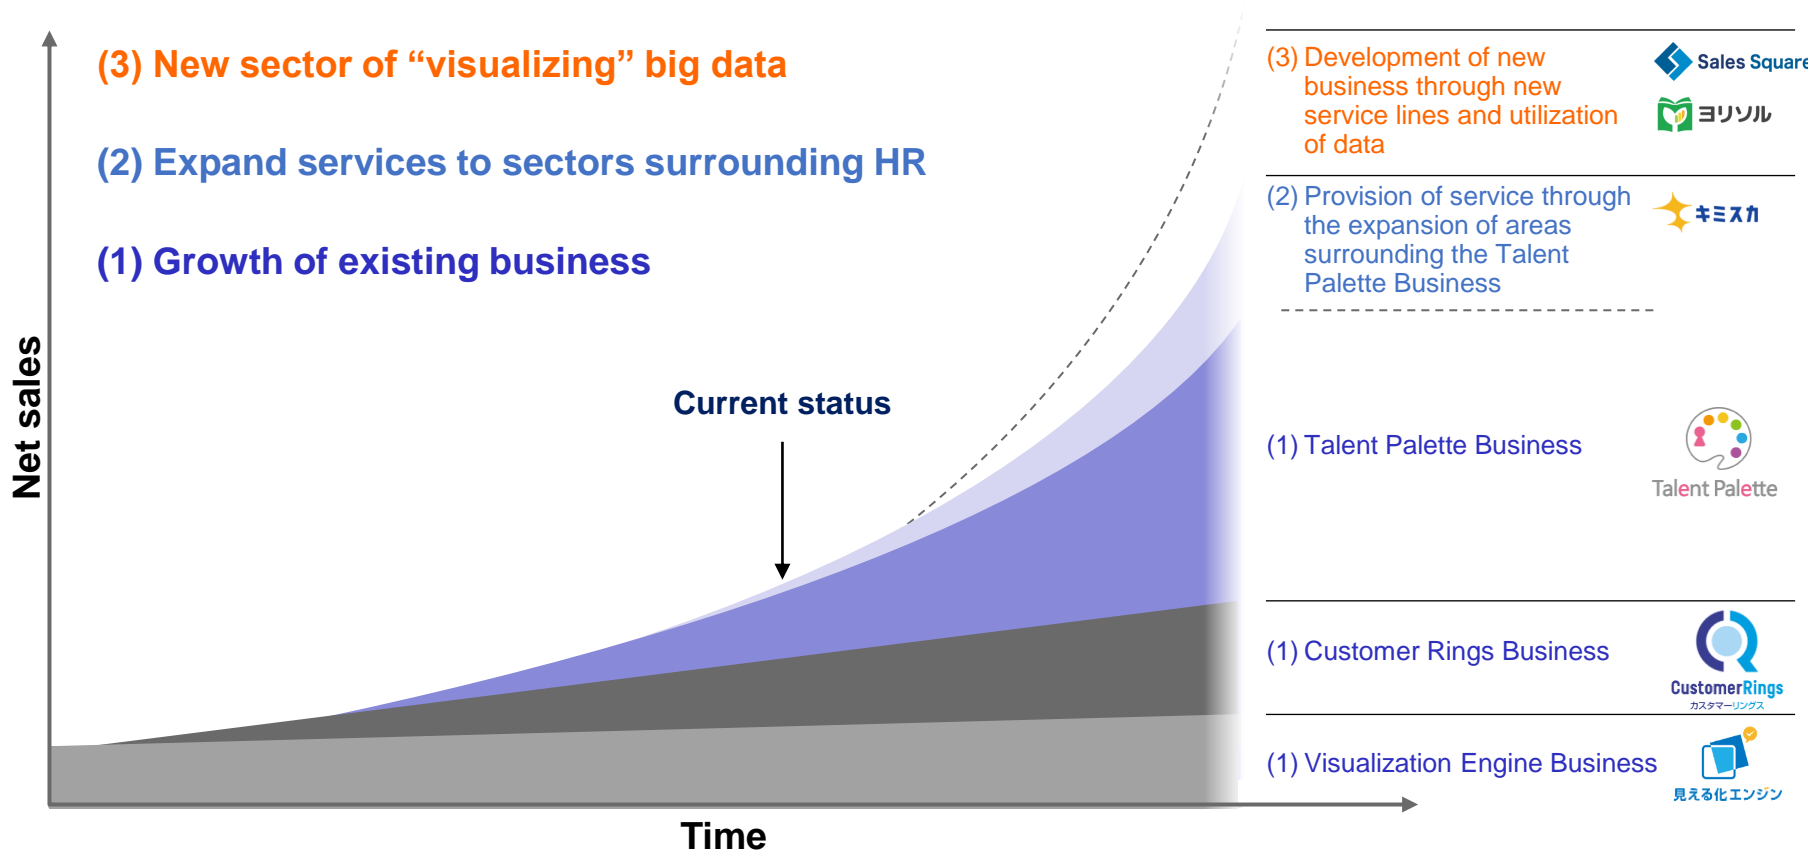 (3) New sector of “visualizing” big data
(2) Expand services to sectors surrounding HR
(1) Growth of existing business
Net sales
Current status
Time
(3) Development of new
business through new
service lines and utilization
of data
Sales Square
ヨリソル
(2) Provision of service through
the expansion of areas
surrounding the Talent
Palette Business
キミスカ
(1) Talent Palette Business
Talent Palette
(1) Customer Rings Business
CustomerRings
カスタマーリングス
(1) Visualization Engine Business
見える化エンジン